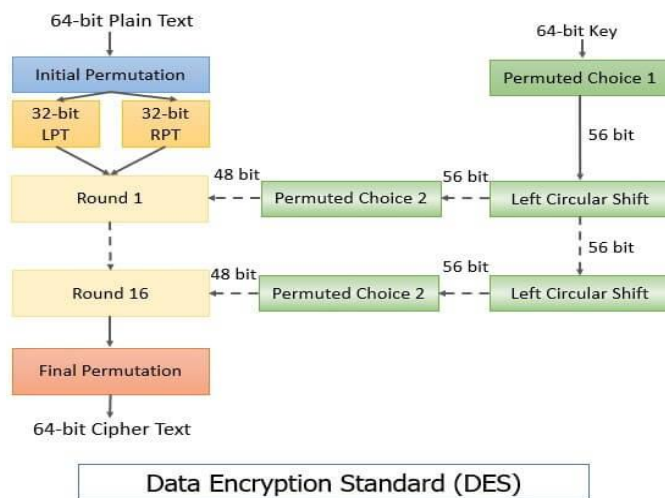 64-bit Plain Text
64-bit Key
Initial Permutation
Permuted Choice 1
32-bit
LPT
32-bit
RPT
56 bit
48 bit
56 bit
Round 1
Permuted Choice 2
Left Circular Shift
56 bit
48 bit
56 bit
Round 16
Permuted Choice 2
Left Circular Shift
Final Permutation
64-bit Cipher Text
Data Encryption Standard (DES)